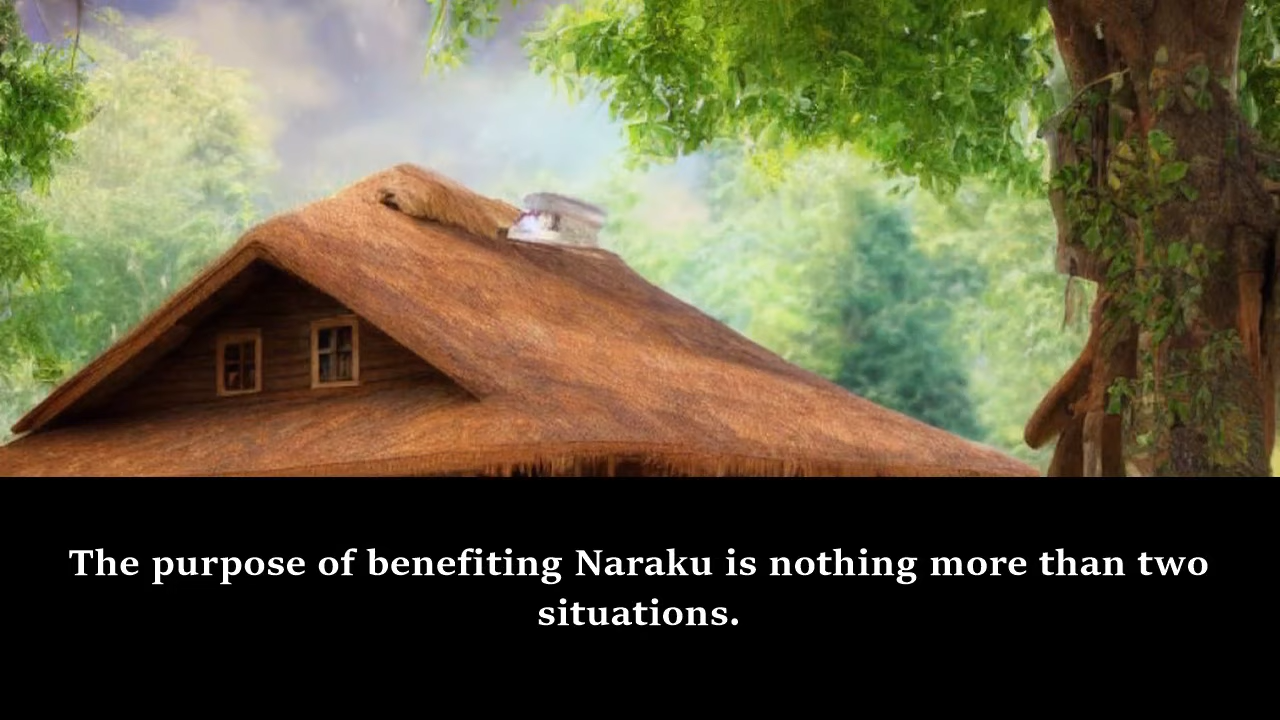 The purpose of benefiting Naraku is nothing more than two
situations.